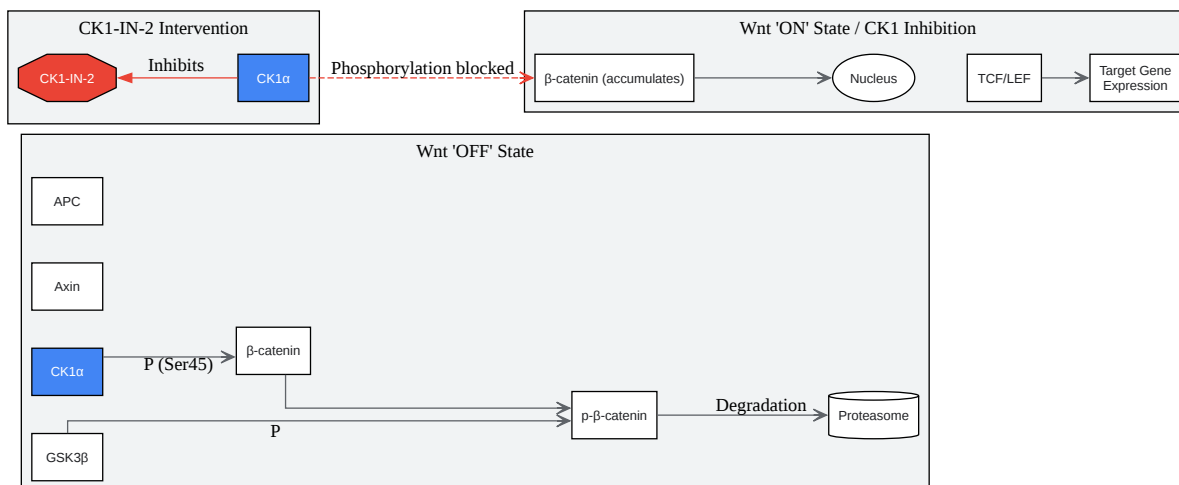 CK1-IN-2 Intervention
CK1-IN-2
Inhibits
CK1α
Phosphorylation blocked
Wnt 'ON' State / CK1 Inhibition
β-catenin (accumulates)
Nucleus
TCF/LEF
Target Gene
Expression
Wnt 'OFF' State
APC
Axin
CK1α
P (Ser45)
β-catenin
GSK3β
P
p-β-catenin
Degradation
Proteasome